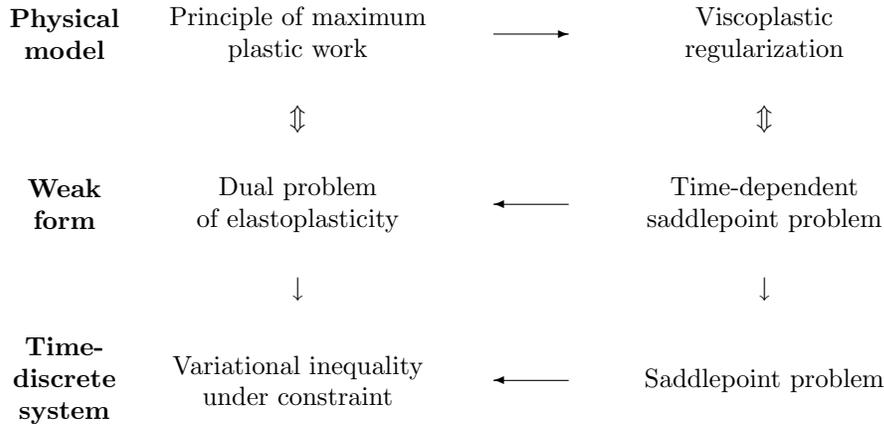 Physical
model
Principle of maximum
plastic work
Viscoplastic
regularization
Weak
form
Dual problem
of elastoplasticity
Time-dependent
saddlepoint problem
Time-
discrete
system
Variational inequality
under constraint
Saddlepoint problem